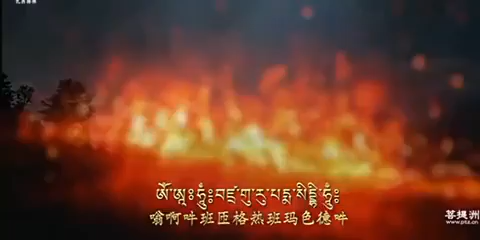 ཨོཾ་ཨཱཿཧཱུྃ་བཛྲ་གུ་རུ་པདྨ་སིདྡྷི་ཧཱུྃ༔
嗡啊吽班匝格热班玛色德吽
菩提洲
www.ptz.cc